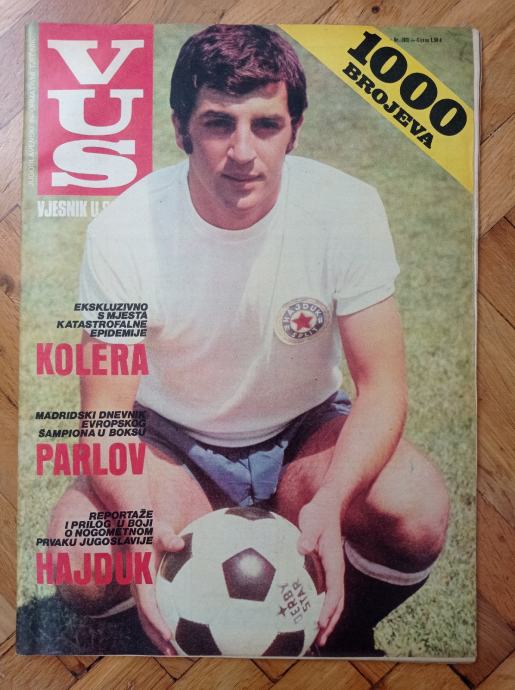 VUS
VJESNIK U
1000
BROJEVA
EKSKLUZIVNO
S MJESTA
KATASTROFALNE
EPIDEMIJE
KOLERA
MADRIDSKI DNEVNIK
EVROPSKOG
ŠAMPIONA U BOKSU
PARLOV
REPORTAŽE
I PRILOG U BOJI
O NOGOMETNOM
PRVAKU JUGOSLAVIJE
HAJDUK
HAJDUK
SPLIT
DERBY
STAR